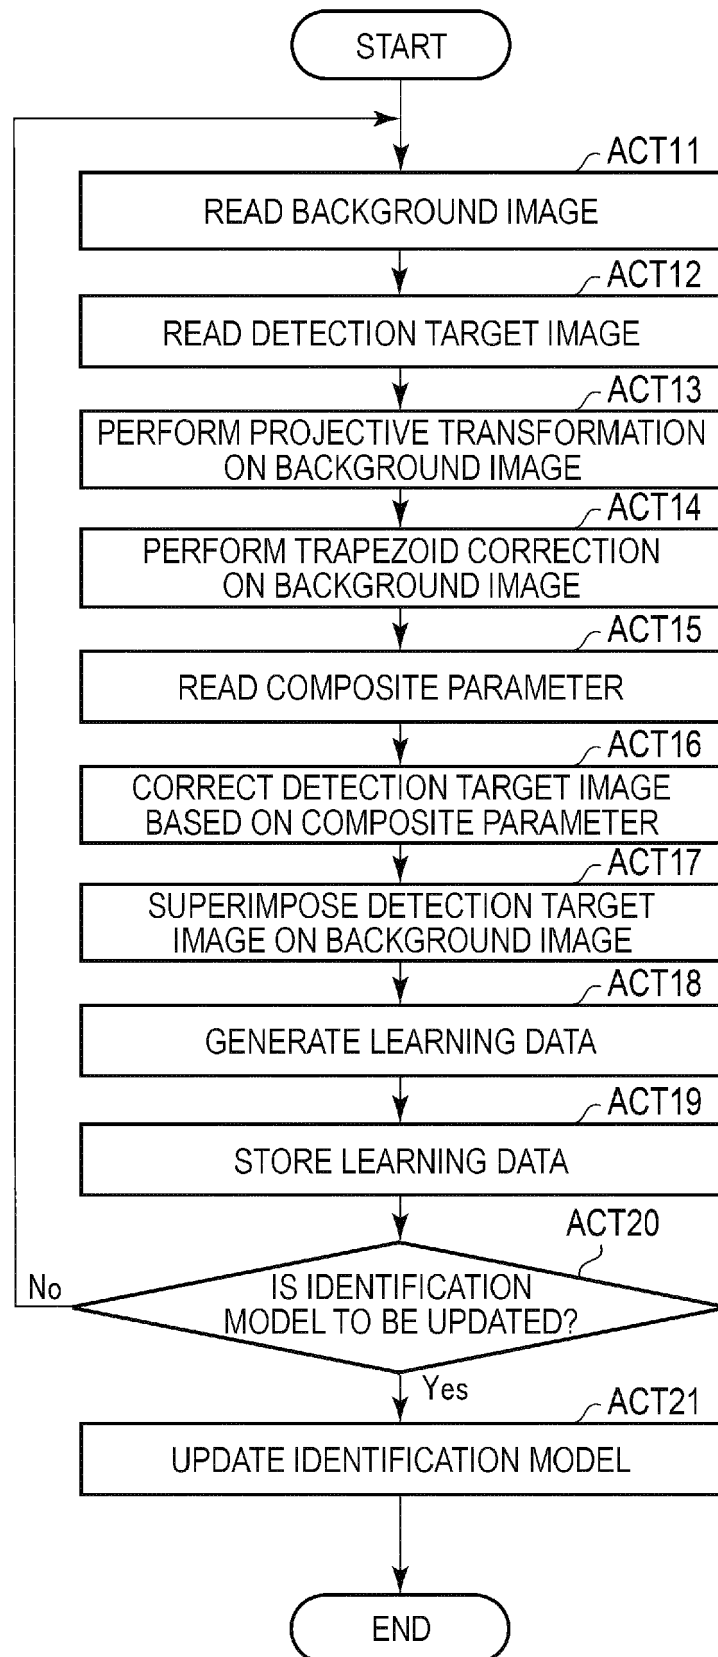 START
ACT11
READ BACKGROUND IMAGE
ACT12
READ DETECTION TARGET IMAGE
ACT13
PERFORM PROJECTIVE TRANSFORMATION
ON BACKGROUND IMAGE
ACT14
PERFORM TRAPEZOID CORRECTION
ON BACKGROUND IMAGE
ACT15
READ COMPOSITE PARAMETER
ACT16
CORRECT DETECTION TARGET IMAGE
BASED ON COMPOSITE PARAMETER
ACT17
SUPERIMPOSE DETECTION TARGET
IMAGE ON BACKGROUND IMAGE
ACT18
GENERATE LEARNING DATA
ACT19
STORE LEARNING DATA
ACT20
No
IS IDENTIFICATION
MODEL TO BE UPDATED?
Yes
ACT21
UPDATE IDENTIFICATION MODEL
END